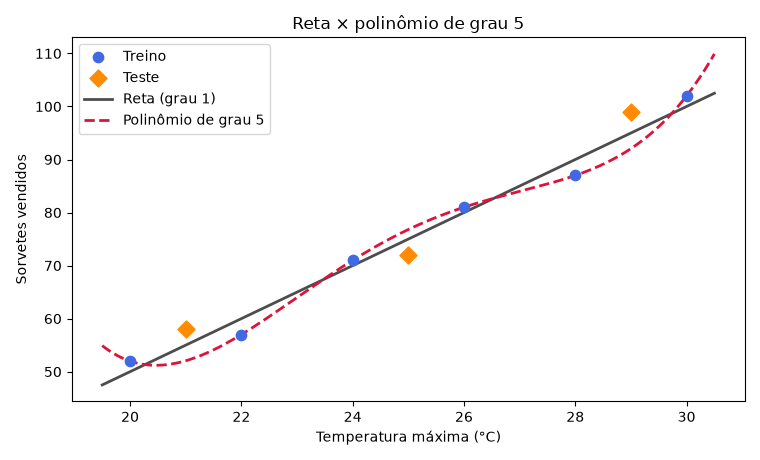 Reta × polinômio de grau 5
Treino
Teste
Reta (grau 1)
Polinômio de grau 5
110
100
90
80
70
60
50
Sorvetes vendidos
20 22 24 26 28 30
Temperatura máxima (°C)